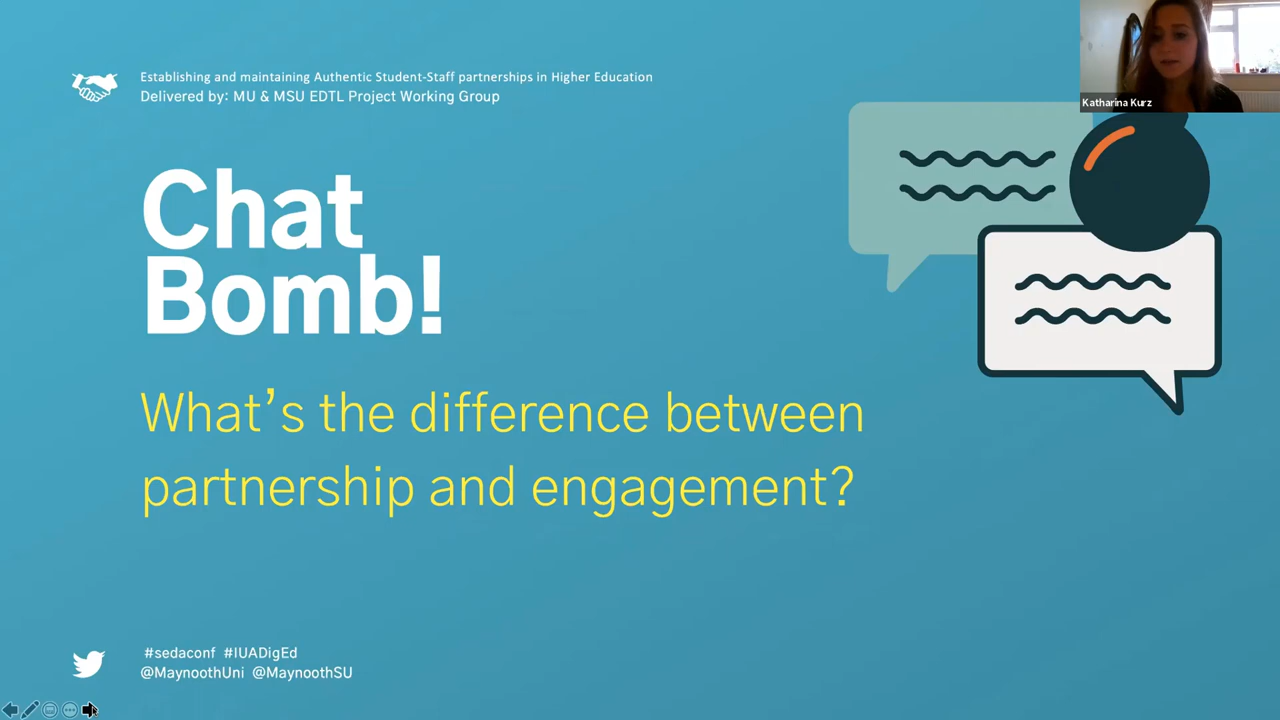 Establishing and maintaining Authentic Student-Staff partnerships in Higher Education
Delivered by: MU & MSU EDTL Project Working Group
Katharina Kurz
Chat
Bomb!
What's the difference between
partnership and engagement?
#sedaconf #IUADigEd
@MaynoothUni @MaynoothSU